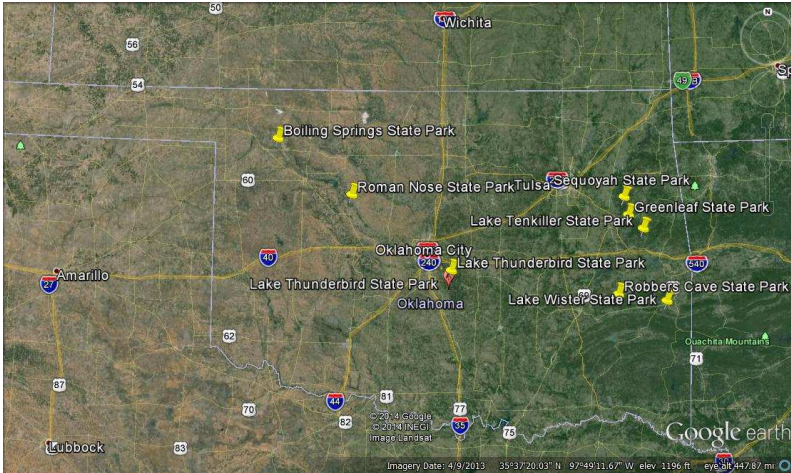 50
Wichita
56
54
49
83
Boiling Springs State Park
60
Roman Nose State Park
Tulsa
Sequoyah State Park
Greenleaf State Park
Lake Tenkiller State Park
Oklahoma City
40
240
Lake Thunderbird State Park
540
Amarillo
27
Lake Thunderbird State Park
Robbers Cave State Park
Oklahoma
Lake Wister State Park
62
Ouachita Mountains
71
87
44
81
70
82
© 2014 Google
© 2014 INEGI
Image Landsat
77
35
75
Google earth
Lubbock
83
Imagery Date: 4/9/2013 35°37'20.03" N 97°49'11.67" W elev 1196 ft eye alt 447.87 mi